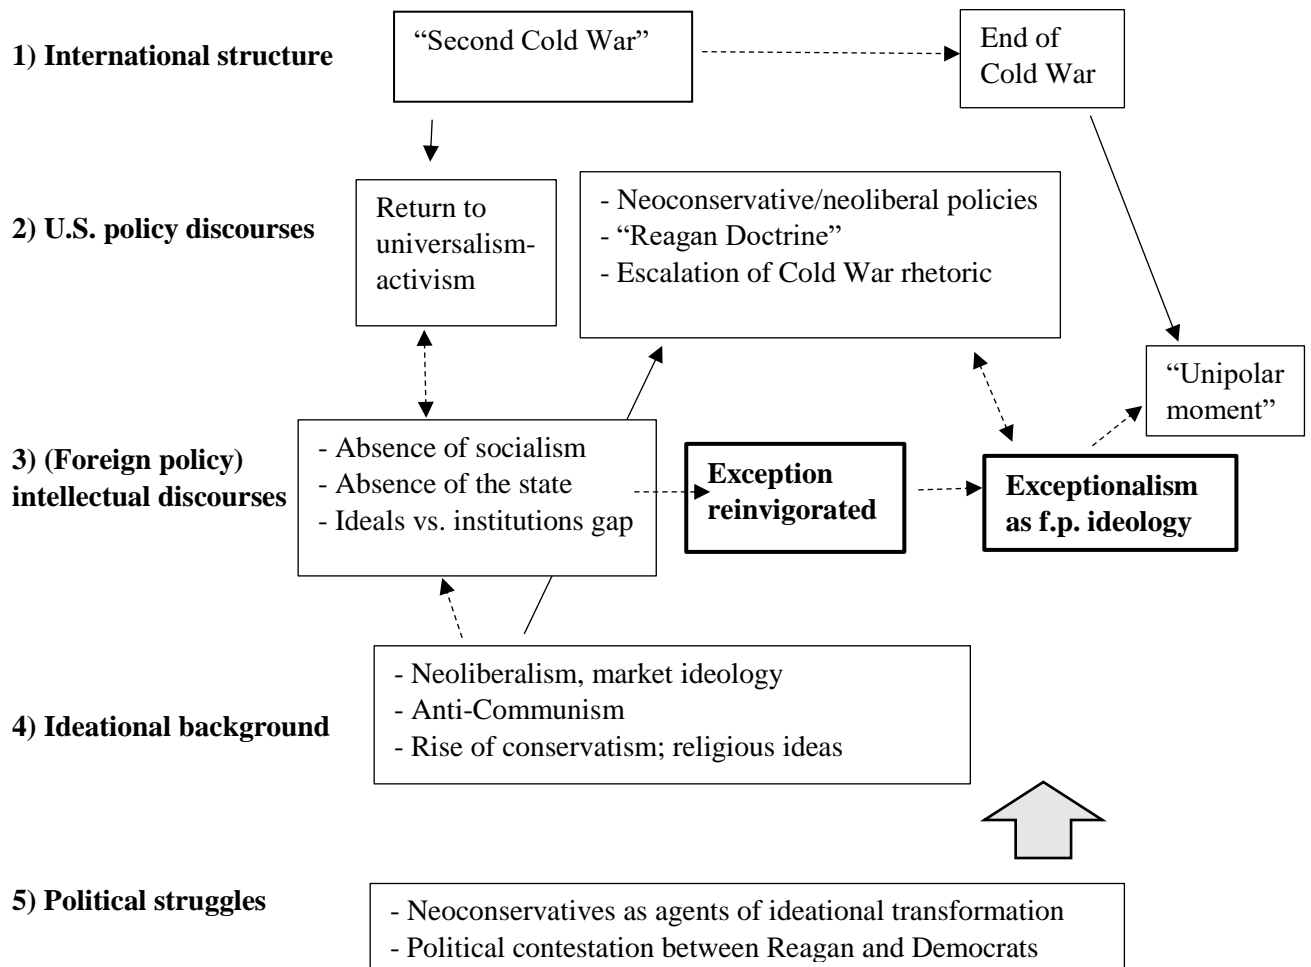 1) International structure
“Second Cold War”
End of
Cold War
2) U.S. policy discourses
Return to
universalism-
activism
- Neoconservative/neoliberal policies
- “Reagan Doctrine”
- Escalation of Cold War rhetoric
“Unipolar
moment”
3) (Foreign policy)
intellectual discourses
- Absence of socialism
- Absence of the state
- Ideals vs. institutions gap
Exception
reinvigorated
Exceptionalism
as f.p. ideology
4) Ideational background
- Neoliberalism, market ideology
- Anti-Communism
- Rise of conservatism; religious ideas
5) Political struggles
- Neoconservatives as agents of ideational transformation
- Political contestation between Reagan and Democrats